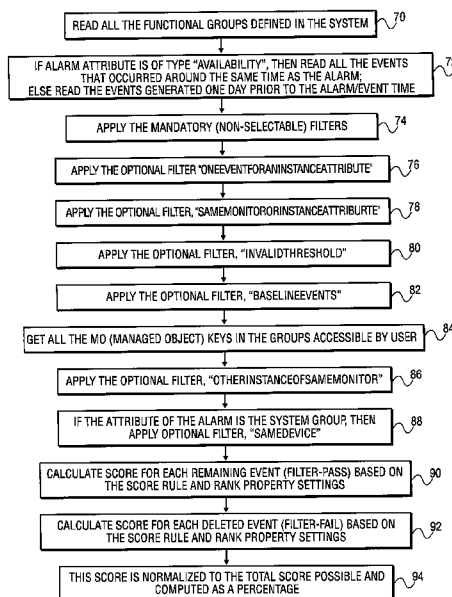 READ ALL THE FUNCTIONAL GROUPS DEFINED IN THE SYSTEM
70
IF ALARM ATTRIBUTE IS OF TYPE "AVAILABILITY", THEN READ ALL THE EVENTS
THAT OCCURRED AROUND THE SAME TIME AS THE ALARM;
ELSE READ THE EVENTS GENERATED ONE DAY PRIOR TO THE ALARM/EVENT TIME
APPLY THE MANDATORY (NON-SELECTABLE) FILTERS
74
APPLY THE OPTIONAL FILTER "ONEEVENTFORANINSTANCEATTRIBUTE"
76
APPLY THE OPTIONAL FILTER, "SAMEMONITORORINSTANCEATTRIBURTE"
78
APPLY THE OPTIONAL FILTER, "INVALIDTHRESHOLD"
80
APPLY THE OPTIONAL FILTER, "BASELINEEVENTS"
82
GET ALL THE MO (MANAGED OBJECT) KEYS IN THE GROUPS ACCESSIBLE BY USER
84
APPLY THE OPTIONAL FILTER, "OTHERINSTANCEOFSAMEMONITOR"
86
IF THE ATTRIBUTE OF THE ALARM IS THE SYSTEM GROUP, THEN
APPLY OPTIONAL FILTER, "SAMEDEVICE"
88
CALCULATE SCORE FOR EACH REMAINING EVENT (FILTER-PASS) BASED ON
THE SCORE RULE AND RANK PROPERTY SETTINGS
90
CALCULATE SCORE FOR EACH DELETED EVENT (FILTER-FAIL) BASED ON
THE SCORE RULE AND RANK PROPERTY SETTINGS
92
THIS SCORE IS NORMALIZED TO THE TOTAL SCORE POSSIBLE AND
COMPUTED AS A PERCENTAGE
94